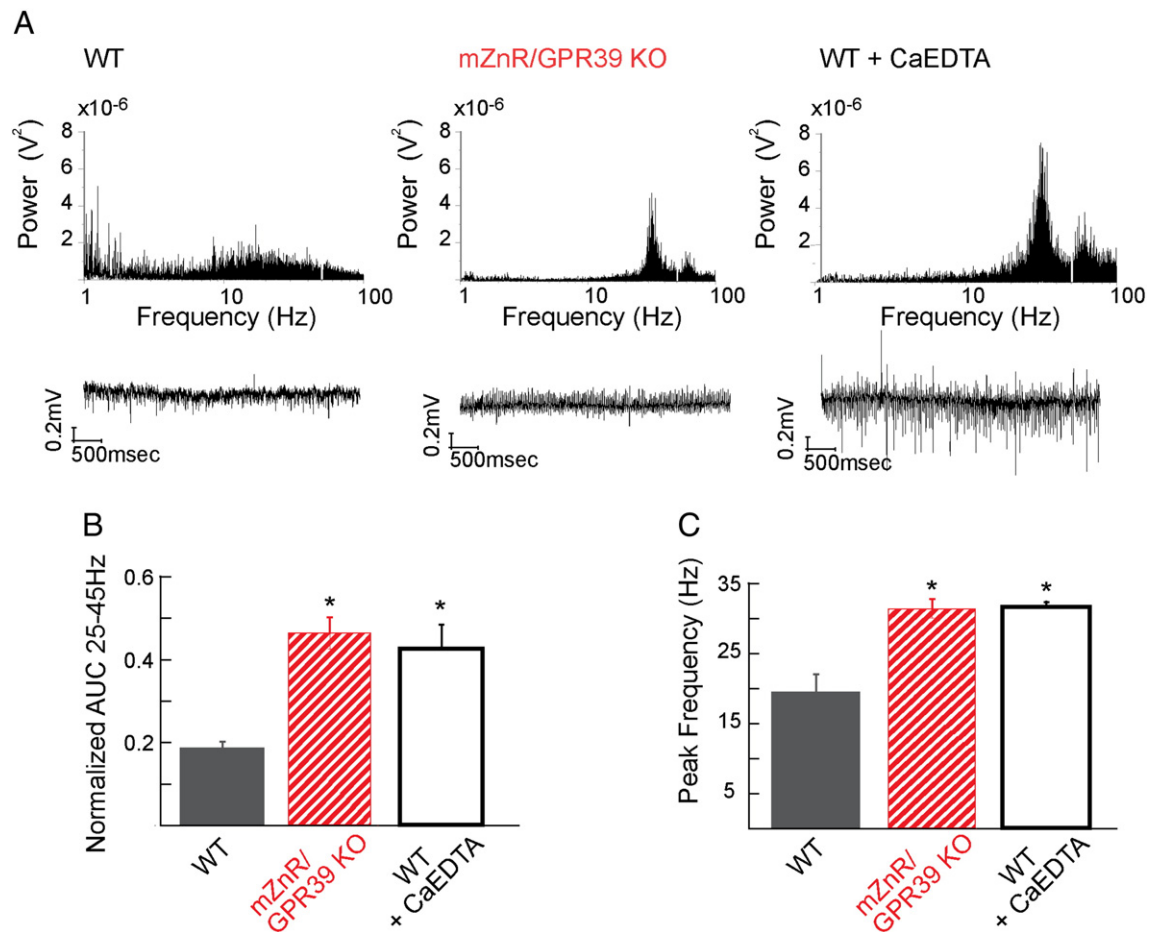 A
WT
mZnR/GPR39 KO
WT + CaEDTA
x10-6
8
6
4
2
Power (V2)
1
10
100
Frequency (Hz)
x10-6
8
6
4
2
Power (V2)
1
10
100
Frequency (Hz)
x10-6
8
6
4
2
Power (V2)
1
10
100
Frequency (Hz)
0.2mV
500msec
0.2mV
500msec
0.2mV
500msec
B
Normalized AUC 25-45Hz
0.6
0.4
0.2
*
*
WT
mZnR/
GPR39 KO
WT
+ CaEDTA
C
Peak Frequency (Hz)
35
25
15
5
*
*
WT
mZnR/
GPR39 KO
WT
+ CaEDTA